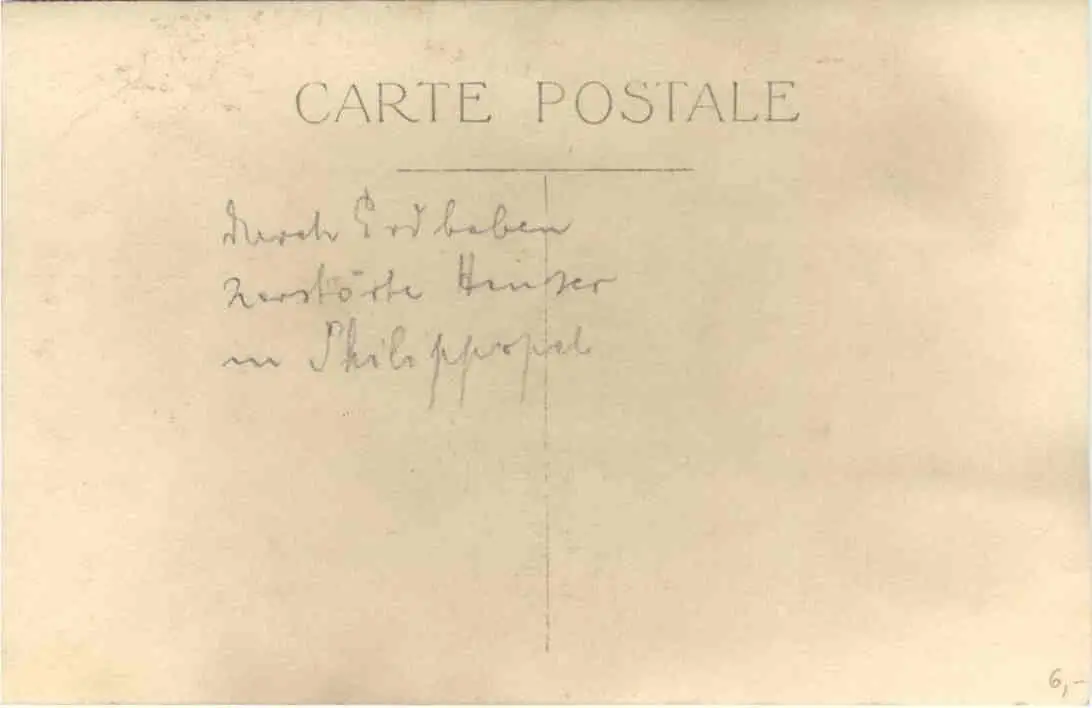 CARTE POSTALE
durch Erdbeben
zerstörte Häuser
in Philippopel
6,-